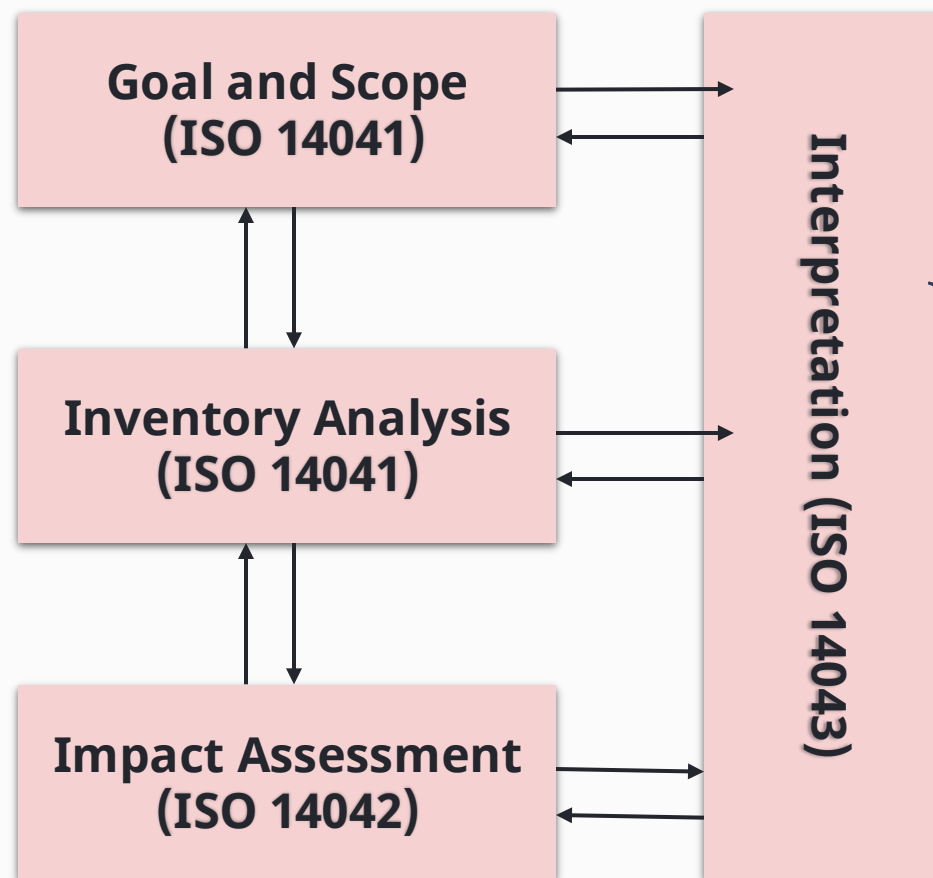 Goal and Scope
(ISO 14041)
Inventory Analysis
(ISO 14041)
Impact Assessment
(ISO 14042)
Interpretation (ISO 14043)